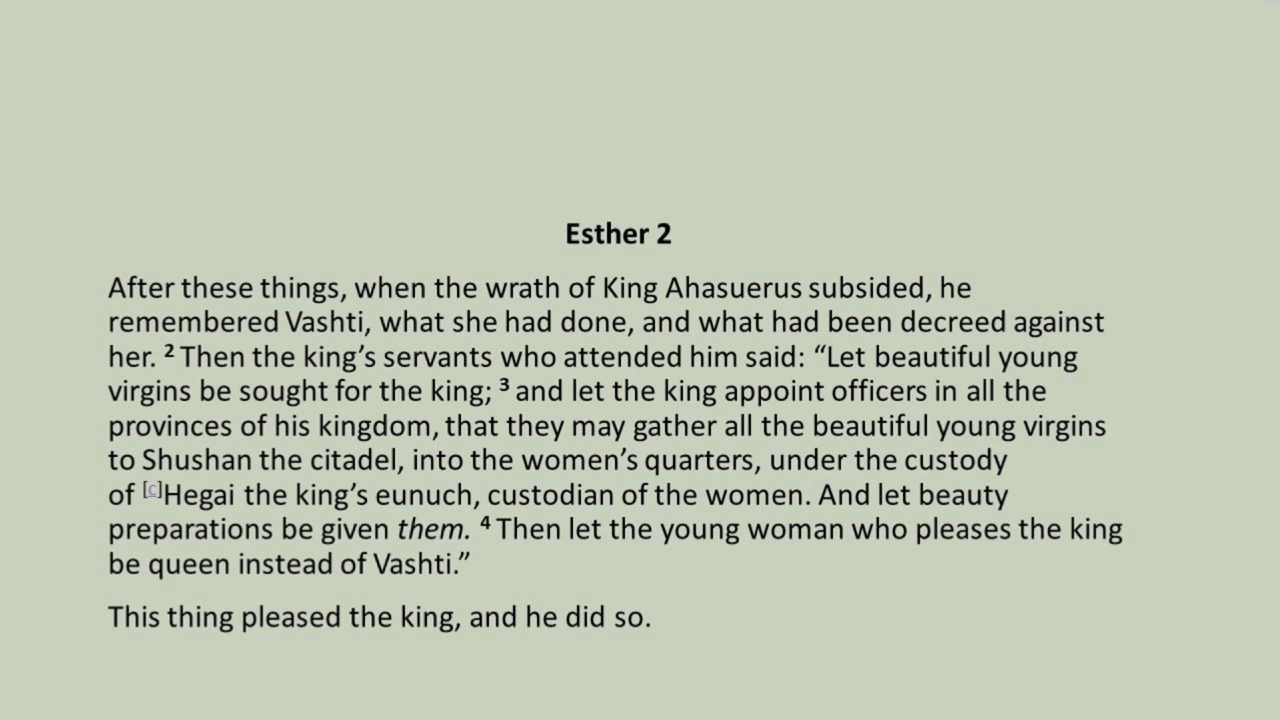 Esther 2
After these things, when the wrath of King Ahasuerus subsided, he
remembered Vashti, what she had done, and what had been decreed against
her. ² Then the king’s servants who attended him said: “Let beautiful young
virgins be sought for the king; ³ and let the king appoint officers in all the
provinces of his kingdom, that they may gather all the beautiful young virgins
to Shushan the citadel, into the women’s quarters, under the custody
of [c]Hegai the king’s eunuch, custodian of the women. And let beauty
preparations be given them. ⁴ Then let the young woman who pleases the king
be queen instead of Vashti.”
This thing pleased the king, and he did so.